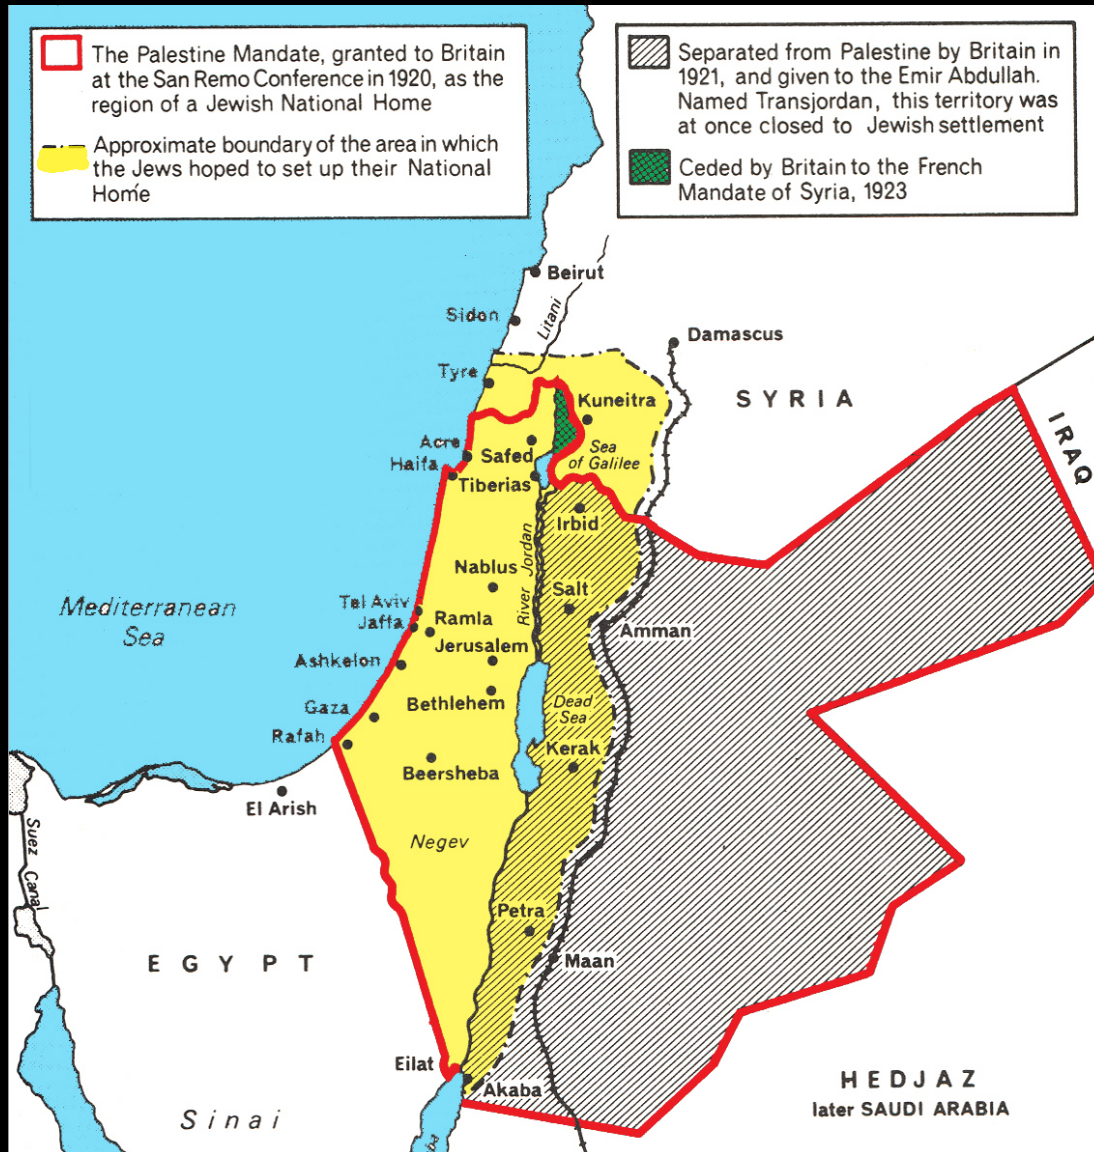 The Palestine Mandate, granted to Britain
at the San Remo Conference in 1920, as the
region of a Jewish National Home
Approximate boundary of the area in which
the Jews hoped to set up their National
Home
Separated from Palestine by Britain in
1921, and given to the Emir Abdullah.
Named Transjordan, this territory was
at once closed to Jewish settlement
Ceded by Britain to the French
Mandate of Syria, 1923
Beirut
Sidon
Litani
Damascus
Tyre
SYRIA
Kuneitra
IRAQ
Acre
Safed
Sea
of Galilee
Haifa
Tiberias
Irbid
River Jordan
Nablus
Salt
Mediterranean
Sea
Tel Aviv
Jaffa
Ramla
Amman
Jerusalem
Ashkelon
Bethlehem
Dead
Sea
Gaza
Rafah
Kerak
Beersheba
El Arish
Suez Canal
Negev
Petra
EGYPT
Maan
Eilat
Akaba
HEDJAZ
later SAUDI ARABIA
Sinai